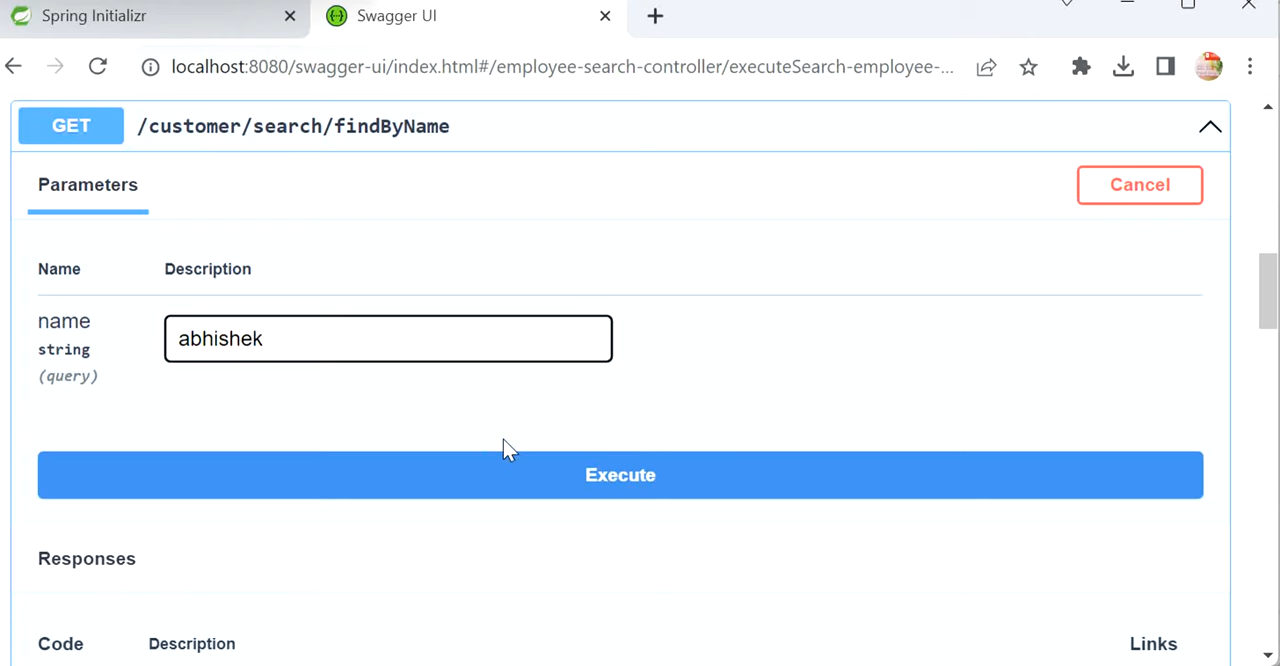 Spring Initializr
Swagger UI
localhost:8080/swagger-ui/index.html#/employee-search-controller/executeSearch-employee-...
GET /customer/search/findByName
Parameters
Cancel
Name Description
name
string
(query)
abhishek
Execute
Responses
Code Description Links